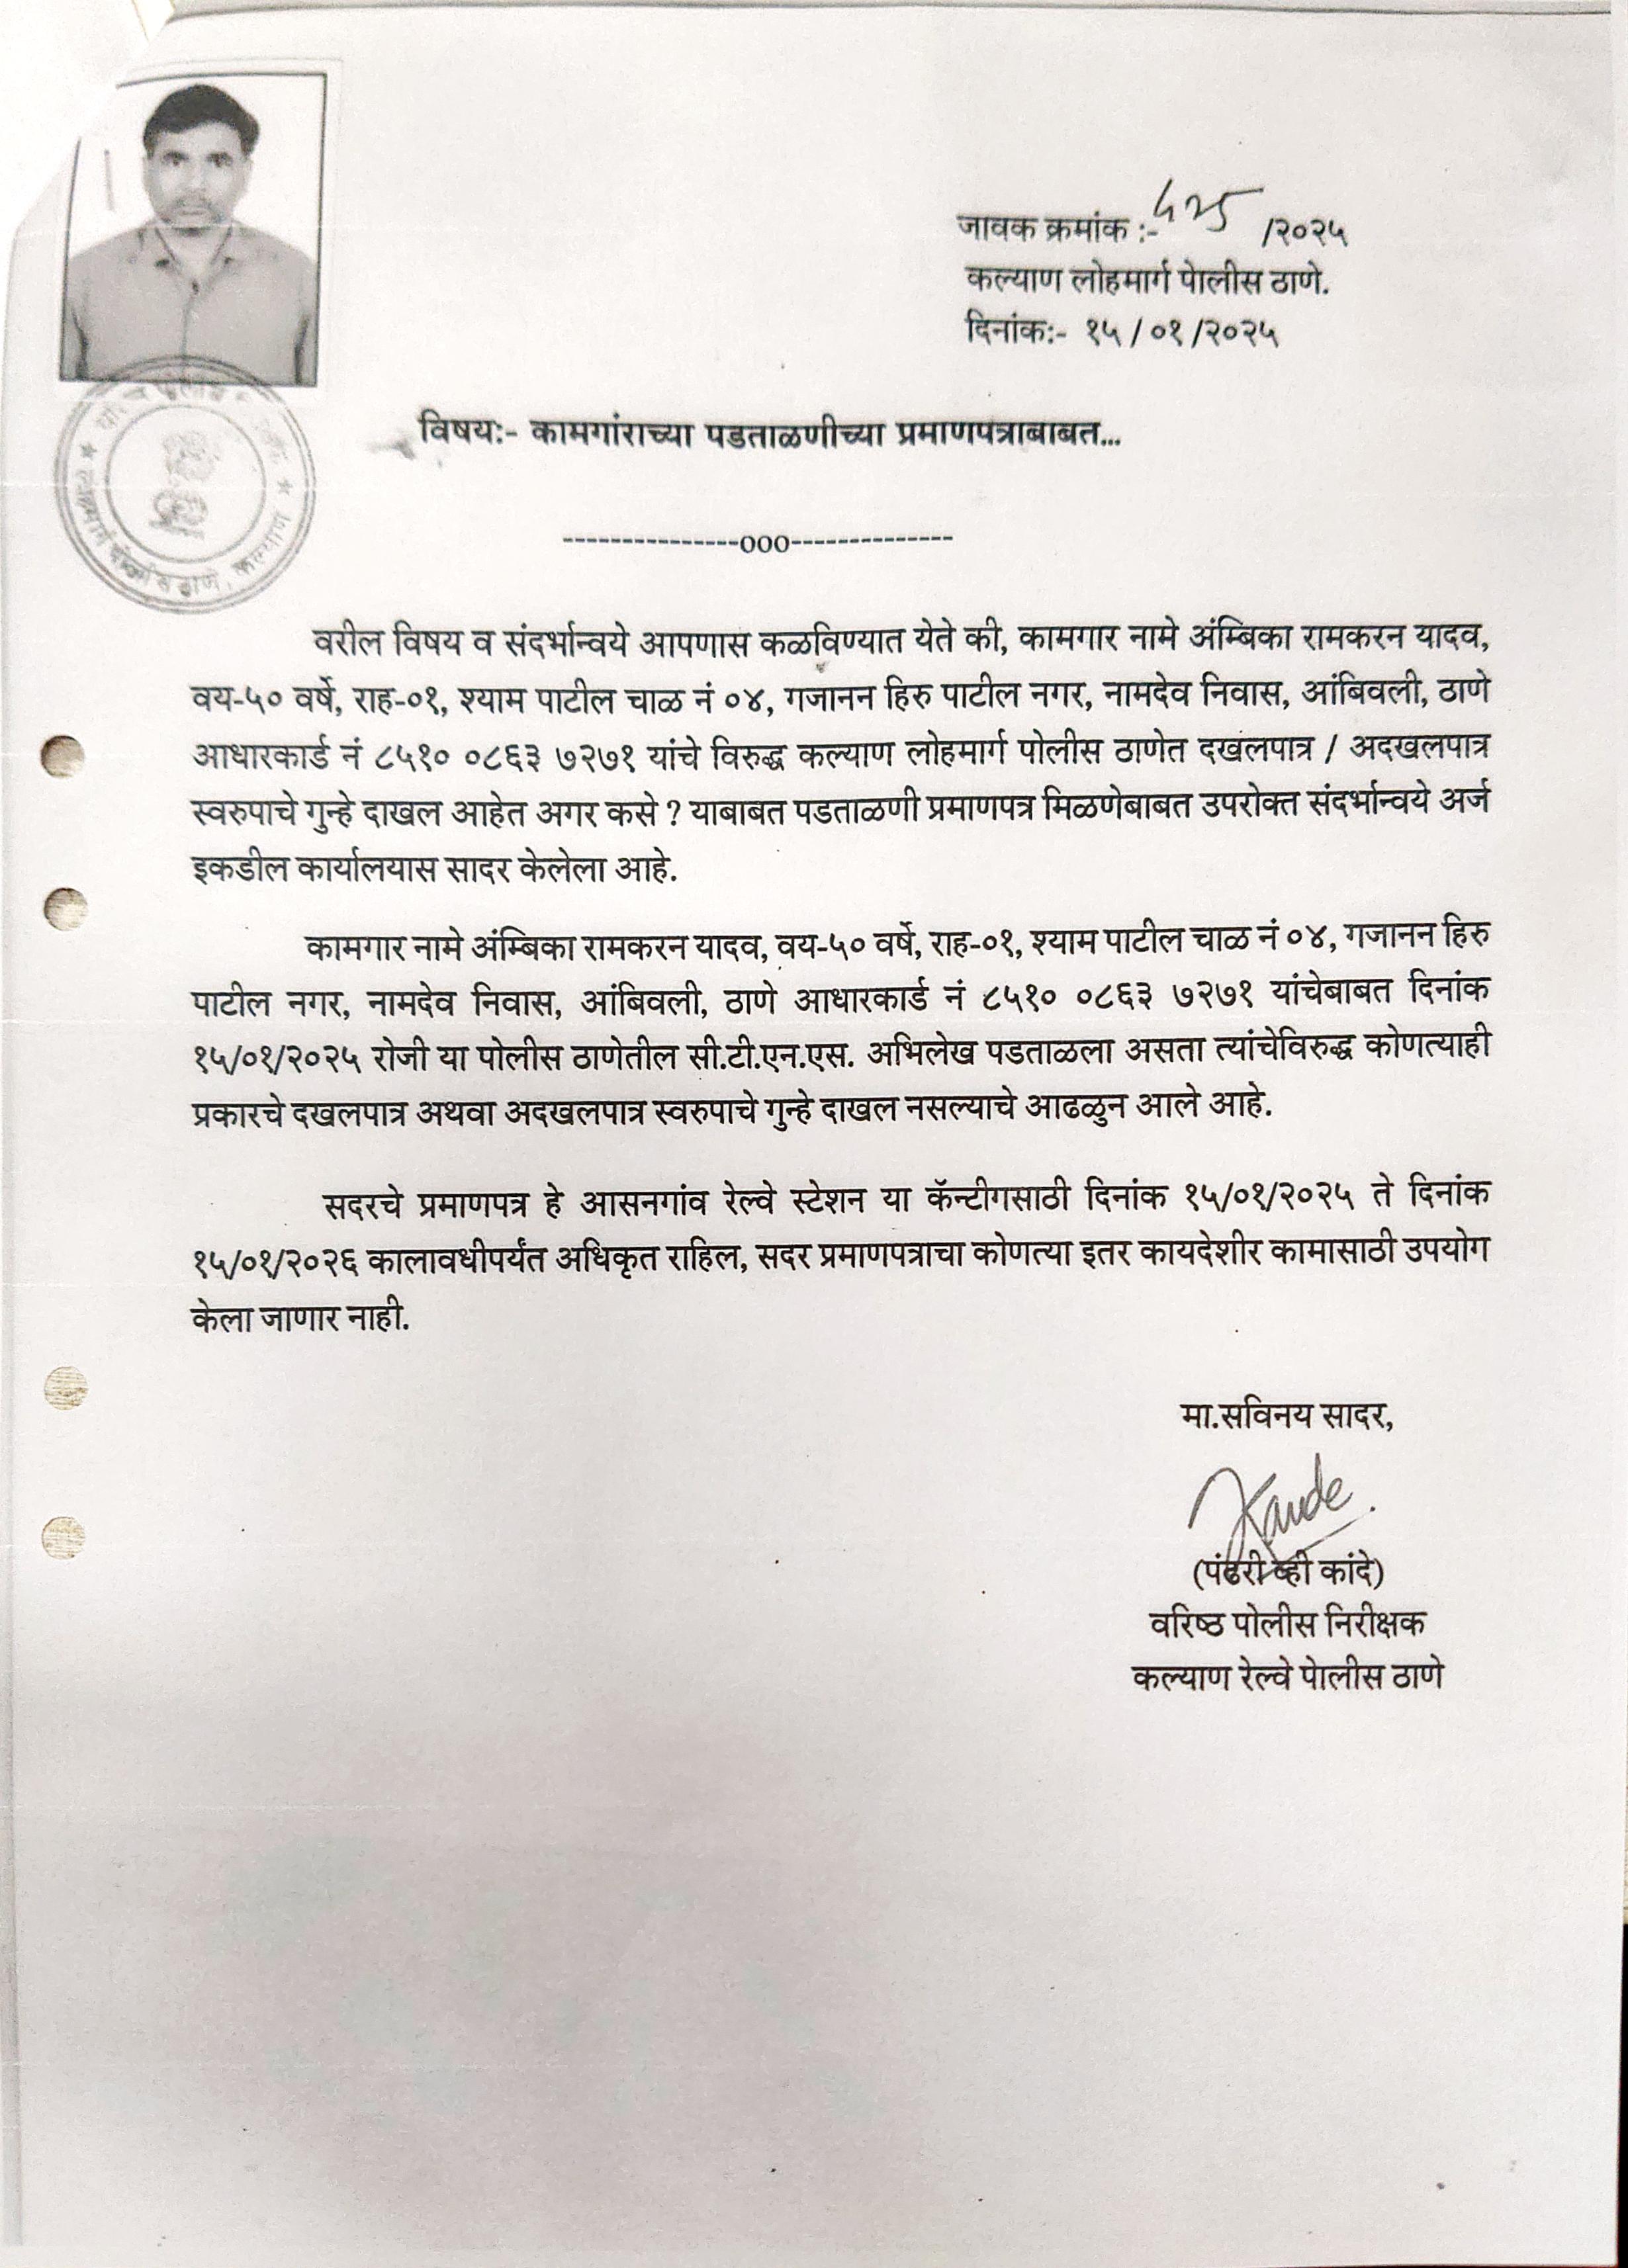 जावक क्रमांक :- /२०२५
कल्याण लोहमार्ग पोलीस ठाणे.
दिनांक:- १५/०१/२०२५
विषय:- कामगांराच्या पडताळणीच्या प्रमाणपत्राबाबत...
---------------000--------------
लोहमार्ग पोलीस ठाणे, कल्याण
वरील विषय व संदर्भान्वये आपणास कळविण्यात येते की, कामगार नामे अंम्बिका रामकरन यादव,
वय-५० वर्षे, राह-०१, श्याम पाटील चाळ नं ०४, गजानन हिरु पाटील नगर, नामदेव निवास, आंबिवली, ठाणे
आधारकार्ड नं ८५१० ०८६३ ७२७१ यांचे विरुद्ध कल्याण लोहमार्ग पोलीस ठाणेत दखलपात्र / अदखलपात्र
स्वरुपाचे गुन्हे दाखल आहेत अगर कसे ? याबाबत पडताळणी प्रमाणपत्र मिळणेबाबत उपरोक्त संदर्भान्वये अर्ज
इकडील कार्यालयास सादर केलेला आहे.
कामगार नामे अंम्बिका रामकरन यादव, वय-५० वर्षे, राह-०१, श्याम पाटील चाळ नं ०४, गजानन हिरु
पाटील नगर, नामदेव निवास, आंबिवली, ठाणे आधारकार्ड नं ८५१० ०८६३ ७२७१ यांचेबाबत दिनांक
१५/०१/२०२५ रोजी या पोलीस ठाणेतील सी.टी.एन.एस. अभिलेख पडताळला असता त्यांचेविरुद्ध कोणत्याही
प्रकारचे दखलपात्र अथवा अदखलपात्र स्वरुपाचे गुन्हे दाखल नसल्याचे आढळुन आले आहे.
सदरचे प्रमाणपत्र हे आसनगांव रेल्वे स्टेशन या कॅन्टीगसाठी दिनांक १५/०१/२०२५ ते दिनांक
१५/०१/२०२६ कालावधीपर्यंत अधिकृत राहिल, सदर प्रमाणपत्राचा कोणत्या इतर कायदेशीर कामासाठी उपयोग
केला जाणार नाही.
मा.सविनय सादर,
Kande
(पंढरी व्ही कांदे)
वरिष्ठ पोलीस निरीक्षक
कल्याण रेल्वे पोलीस ठाणे